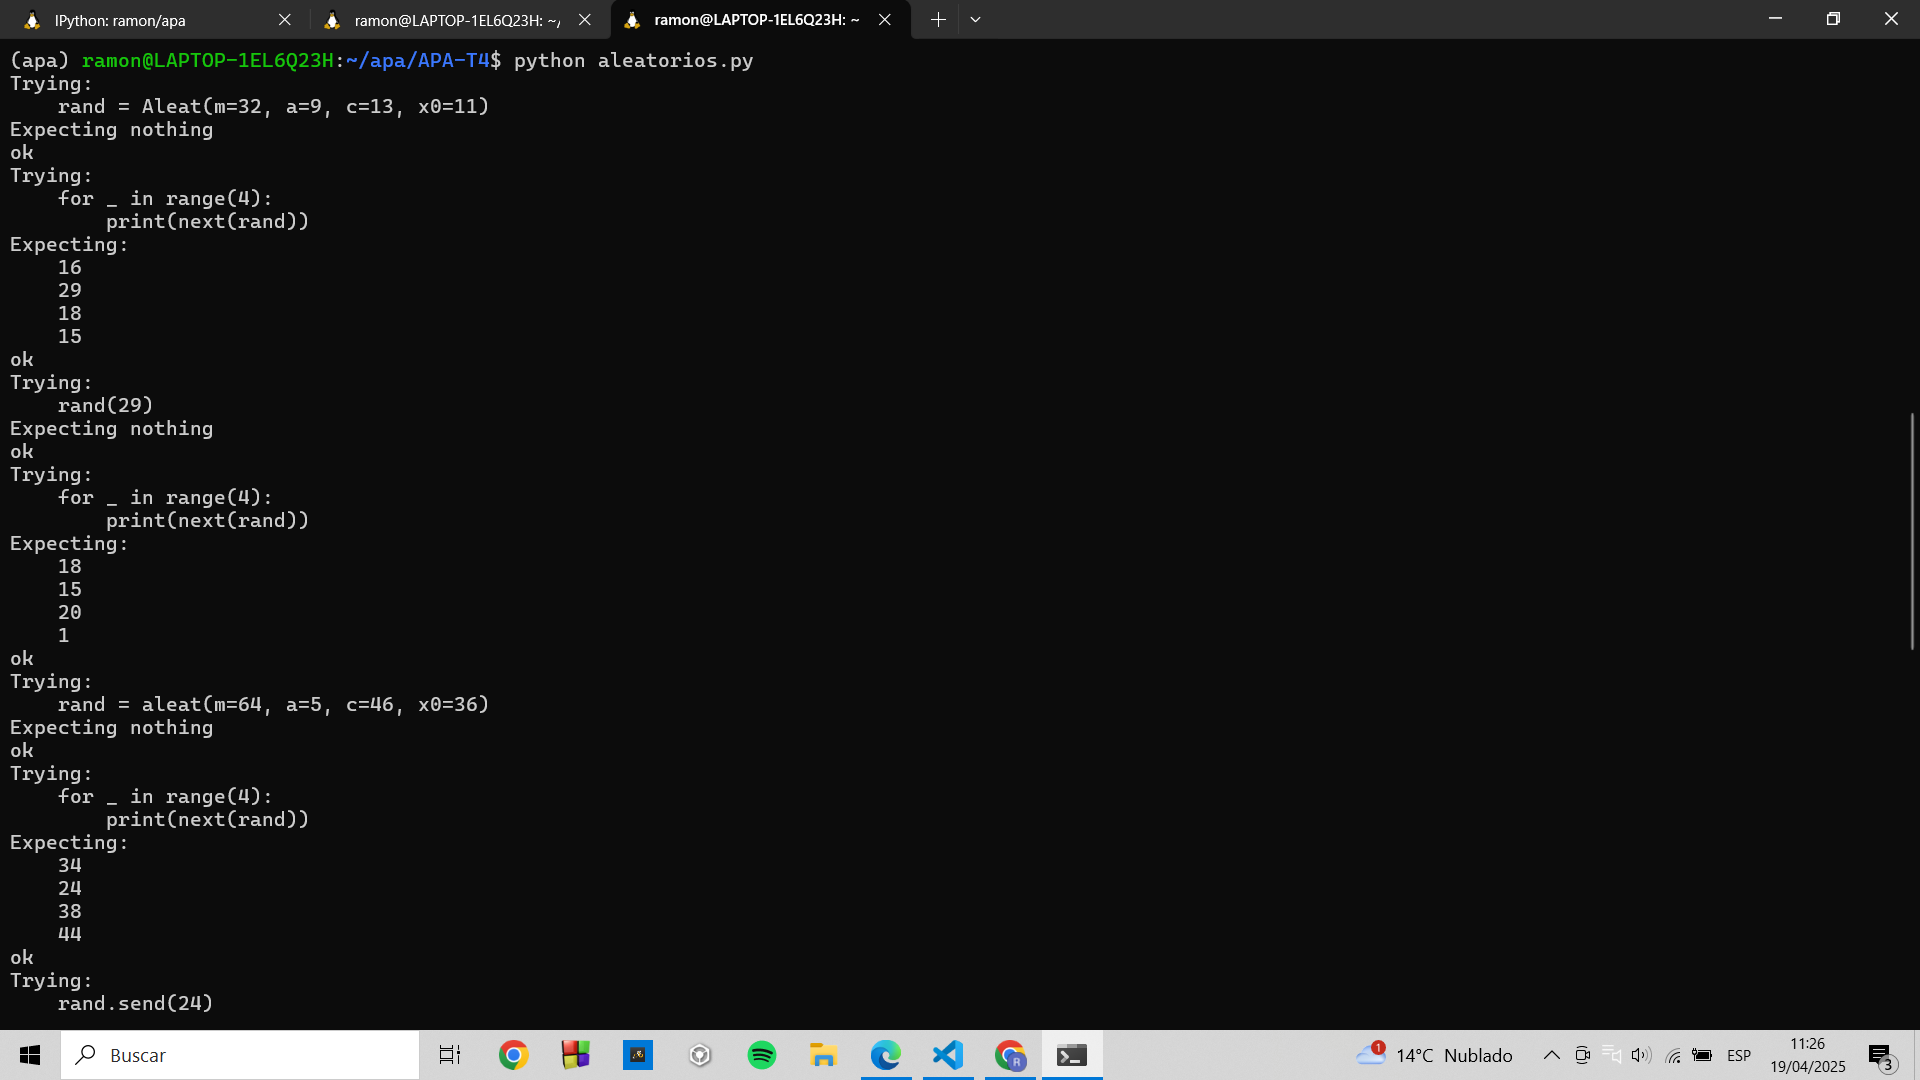 IPython: ramon/apa
ramon@LAPTOP-1EL6Q23H: ~/
ramon@LAPTOP-1EL6Q23H: ~
(apa) ramon@LAPTOP-1EL6Q23H:~/apa/APA-T4$ python aleatorios.py
Trying:
    rand = Aleat(m=32, a=9, c=13, x0=11)
Expecting nothing
ok
Trying:
    for _ in range(4):
        print(next(rand))
Expecting:
    16
    29
    18
    15
ok
Trying:
    rand(29)
Expecting nothing
ok
Trying:
    for _ in range(4):
        print(next(rand))
Expecting:
    18
    15
    20
    1
ok
Trying:
    rand = aleat(m=64, a=5, c=46, x0=36)
Expecting nothing
ok
Trying:
    for _ in range(4):
        print(next(rand))
Expecting:
    34
    24
    38
    44
ok
Trying:
    rand.send(24)
Buscar
R
1
14°C Nublado
ESP
11:26
19/04/2025
3